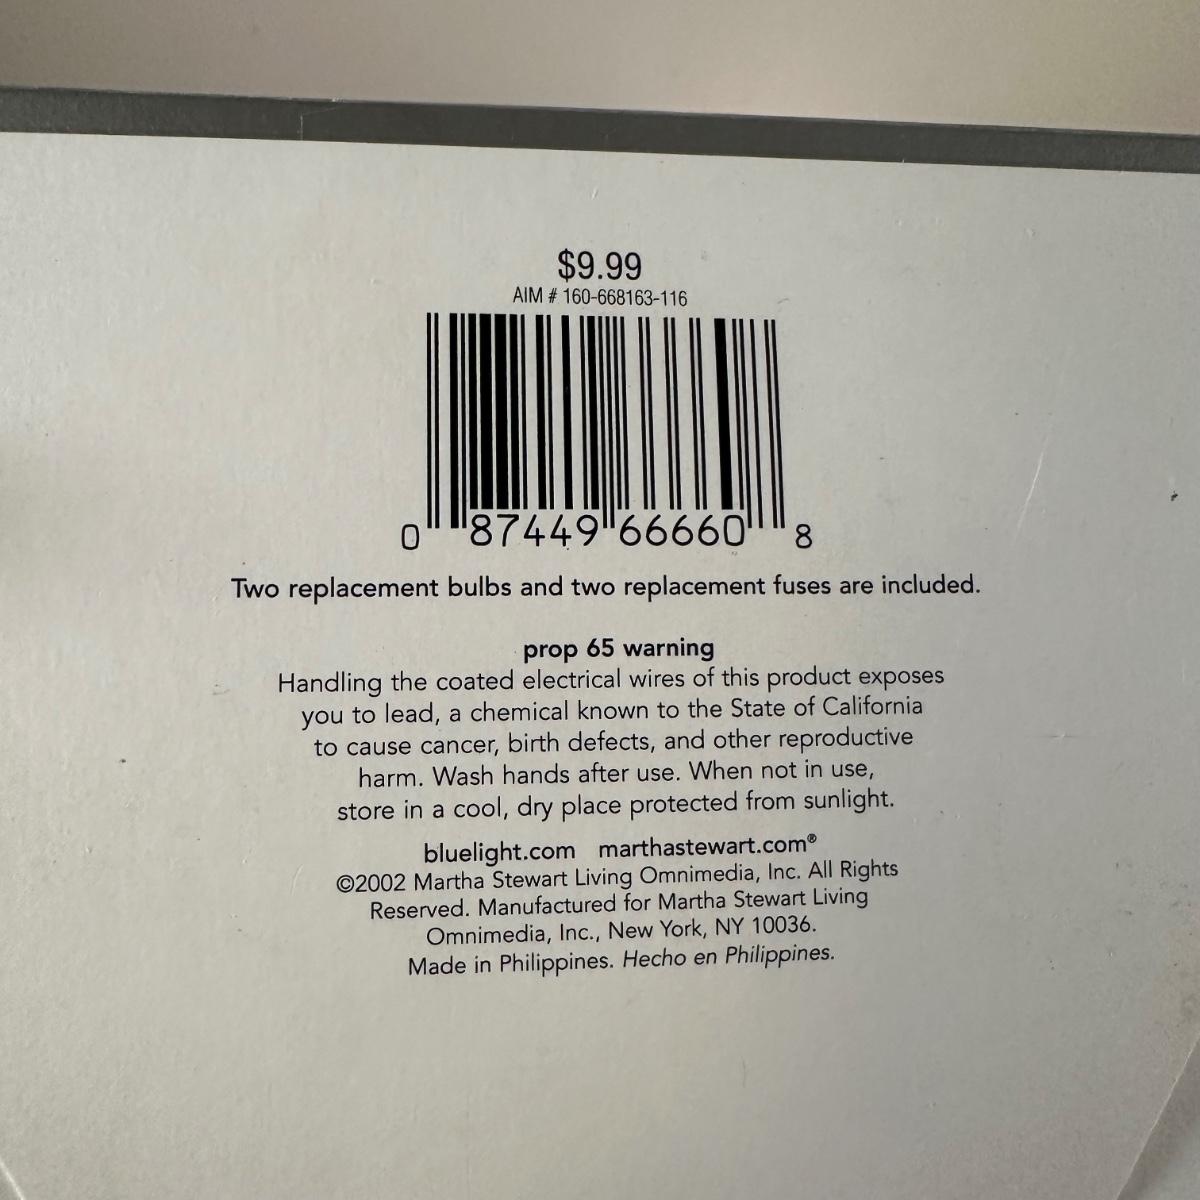 $9.99
AIM # 160-668163-116
0 87449 66660 8
Two replacement bulbs and two replacement fuses are included.
prop 65 warning
Handling the coated electrical wires of this product exposes
you to lead, a chemical known to the State of California
to cause cancer, birth defects, and other reproductive
harm. Wash hands after use. When not in use,
store in a cool, dry place protected from sunlight.
bluelight.com marthastewart.com®
©2002 Martha Stewart Living Omnimedia, Inc. All Rights
Reserved. Manufactured for Martha Stewart Living
Omnimedia, Inc., New York, NY 10036.
Made in Philippines. Hecho en Philippines.